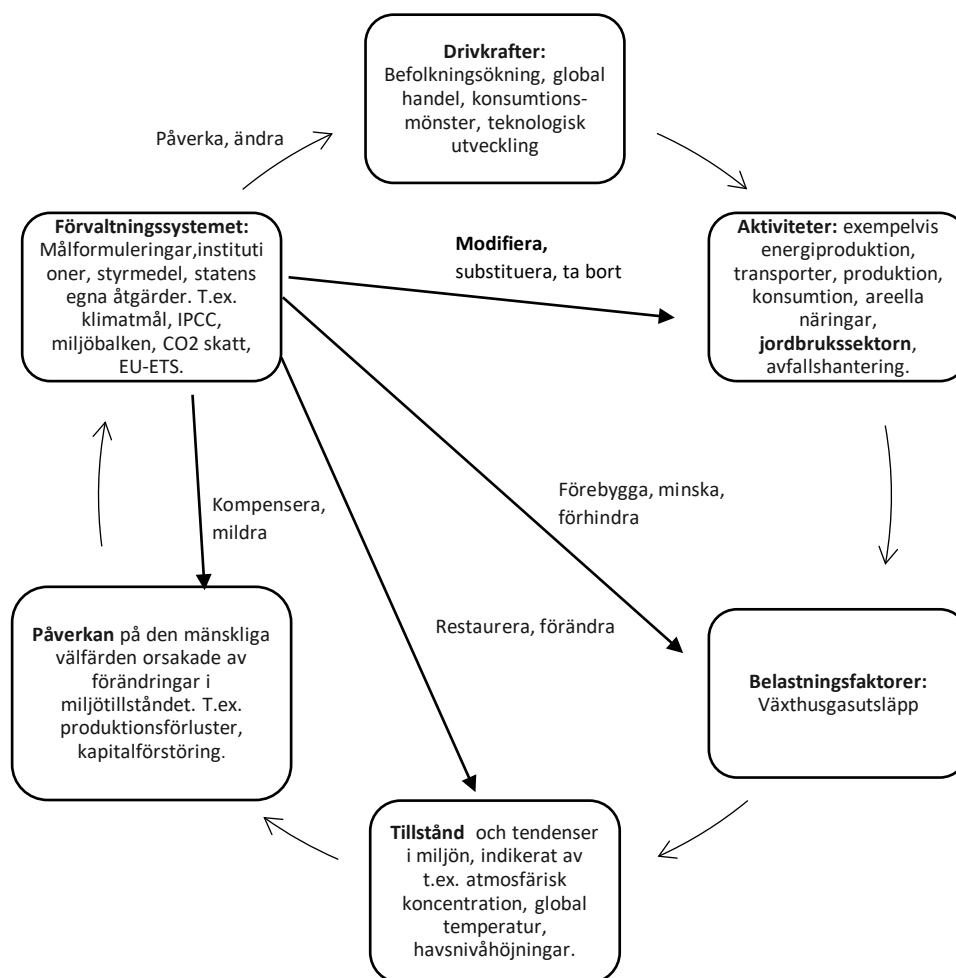 Drivkrafter:
Befolkningsökning, global
handel, konsumtions-
mönster, teknologisk
utveckling
Påverka, ändra
Förvaltningssystemet:
Målformuleringar,instituti
oner, styrmedel, statens
egna åtgärder. T.ex.
klimatmål, IPCC,
miljöbalken, CO2 skatt,
EU-ETS.
Modifiera,
substituera, ta bort
Aktiviteter: exempelvis
energiproduktion,
transporter, produktion,
konsumtion, areella
näringar,
jordbrukssektorn,
avfallshantering.
Kompensera,
mildra
Förebygga, minska,
förhindra
Restaurera, förändra
Påverkan på den mänskliga
välfärden orsakade av
förändringar i
miljötillståndet. T.ex.
produktionsförluster,
kapitalförstöring.
Belastningsfaktorer:
Växthusgasutsläpp
Tillstånd och tendenser
i miljön, indikerat av
t.ex. atmosfärisk
koncentration, global
temperatur,
havsnivåhöjningar.